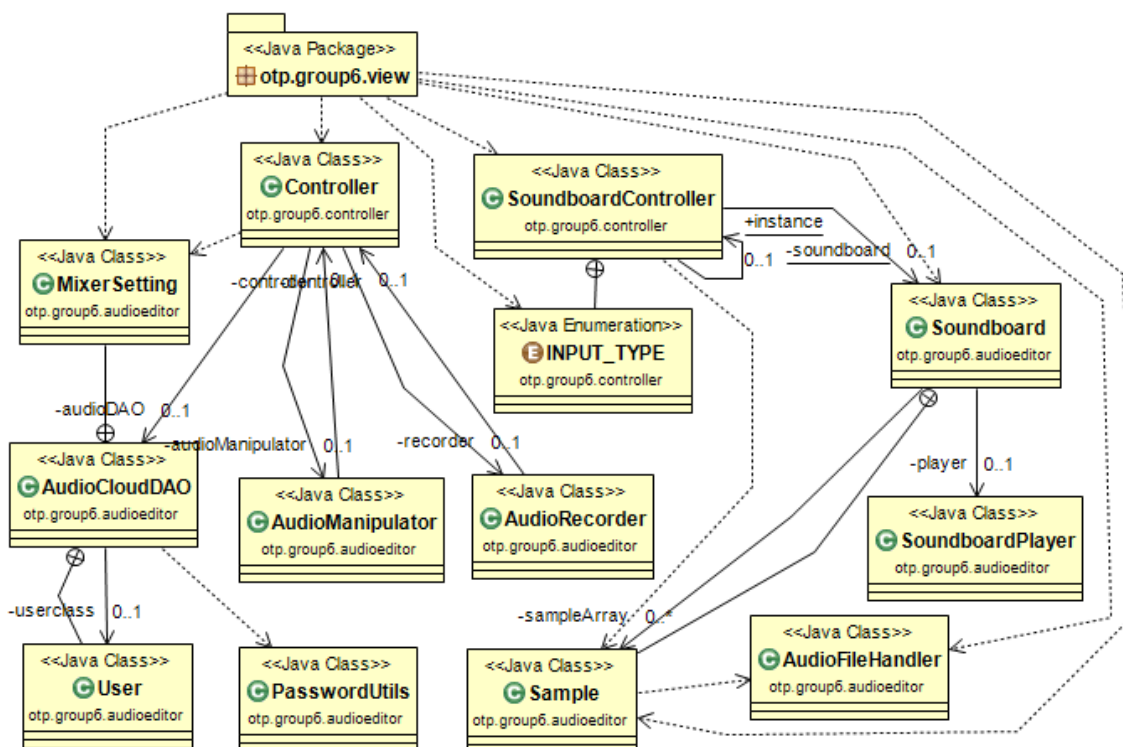 <<Java Package>>
otp.group6.view
<<Java Class>>
Controller
otp.group6.controller
<<Java Class>>
SoundboardController
otp.group6.controller
+instance
0..1
-soundboard
0..1
<<Java Class>>
MixerSetting
otp.group6.audioeditor
-controller
-controller
0..1
<<Java Enumeration>>
INPUT_TYPE
otp.group6.controller
<<Java Class>>
Soundboard
otp.group6.audioeditor
-audioDAO
0..1
-audioManipulator
0..1
-recorder
0..1
<<Java Class>>
AudioCloudDAO
otp.group6.audioeditor
<<Java Class>>
AudioManipulator
otp.group6.audioeditor
<<Java Class>>
AudioRecorder
otp.group6.audioeditor
-player
0..1
<<Java Class>>
SoundboardPlayer
otp.group6.audioeditor
-userclass
0..1
-sampleArray
0..*
<<Java Class>>
User
otp.group6.audioeditor
<<Java Class>>
PasswordUtils
otp.group6.audioeditor
<<Java Class>>
Sample
otp.group6.audioeditor
<<Java Class>>
AudioFileHandler
otp.group6.audioeditor